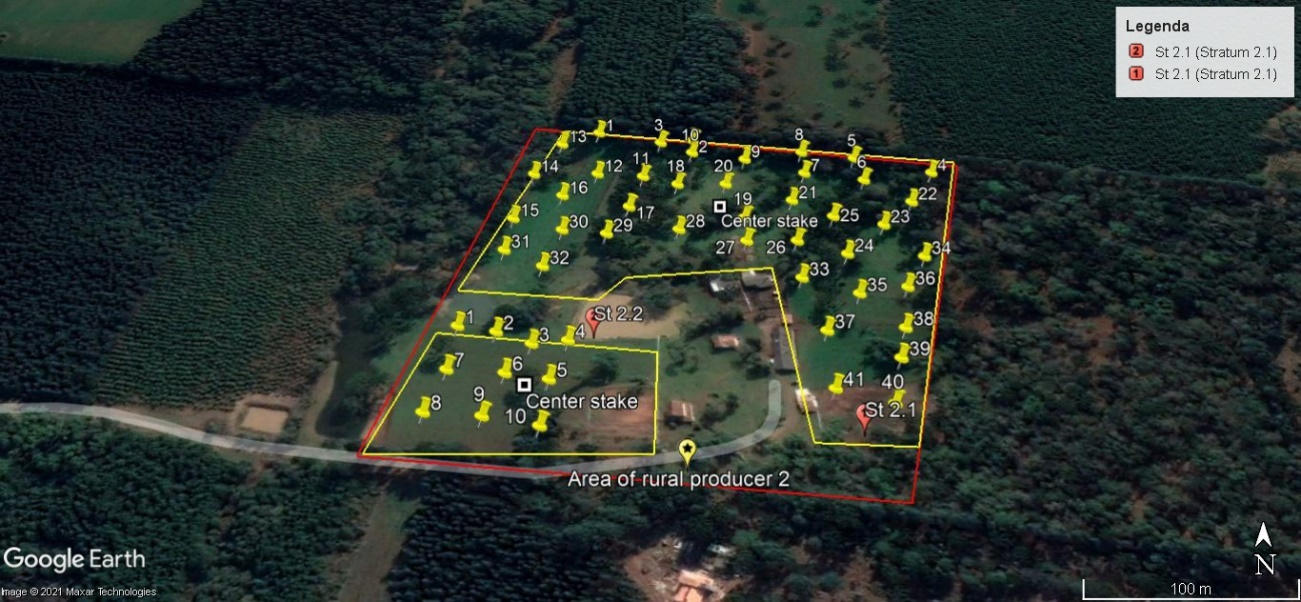 Legenda
2 St 2.1 (Stratum 2.1)
1 St 2.1 (Stratum 2.1)
13 1 3 10 2 9 8 7 5 6 4
14 16 12 11 18 20 21 22
15 30 29 17 28 19 25 23
Center stake
31 32 27 26 24 34
33 35 36
St 2.2
1 2 3 4 37 38
39
7 6 5 41 40
Center stake
8 9 10
St 2.1
Area of rural producer 2
Google Earth
Image © 2021 Maxar Technologies
N
100 m